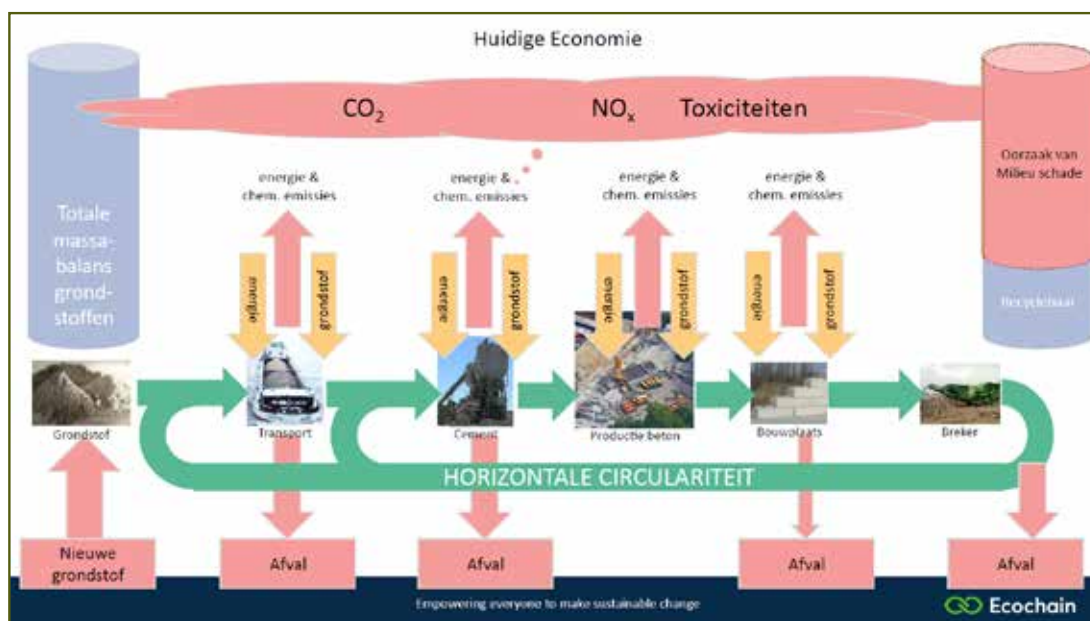 Huidige Economie
CO₂
NOₓ
Toxiciteiten
Oorzaak van
Milieu schade
energie &
chem. emissies
energie &
chem. emissies
energie &
chem. emissies
energie &
chem. emissies
Totale
massa-
balans
grond-
stoffen
Recyclebaar
energie
grondstof
energie
grondstof
energie
grondstof
energie
grondstof
Grondstof
Transport
Cement
Productie beton
Bouwplaats
Breker
HORIZONTALE CIRCULARITEIT
Nieuwe
grondstof
Afval
Afval
Afval
Afval
Empowering everyone to make sustainable change
Ecochain